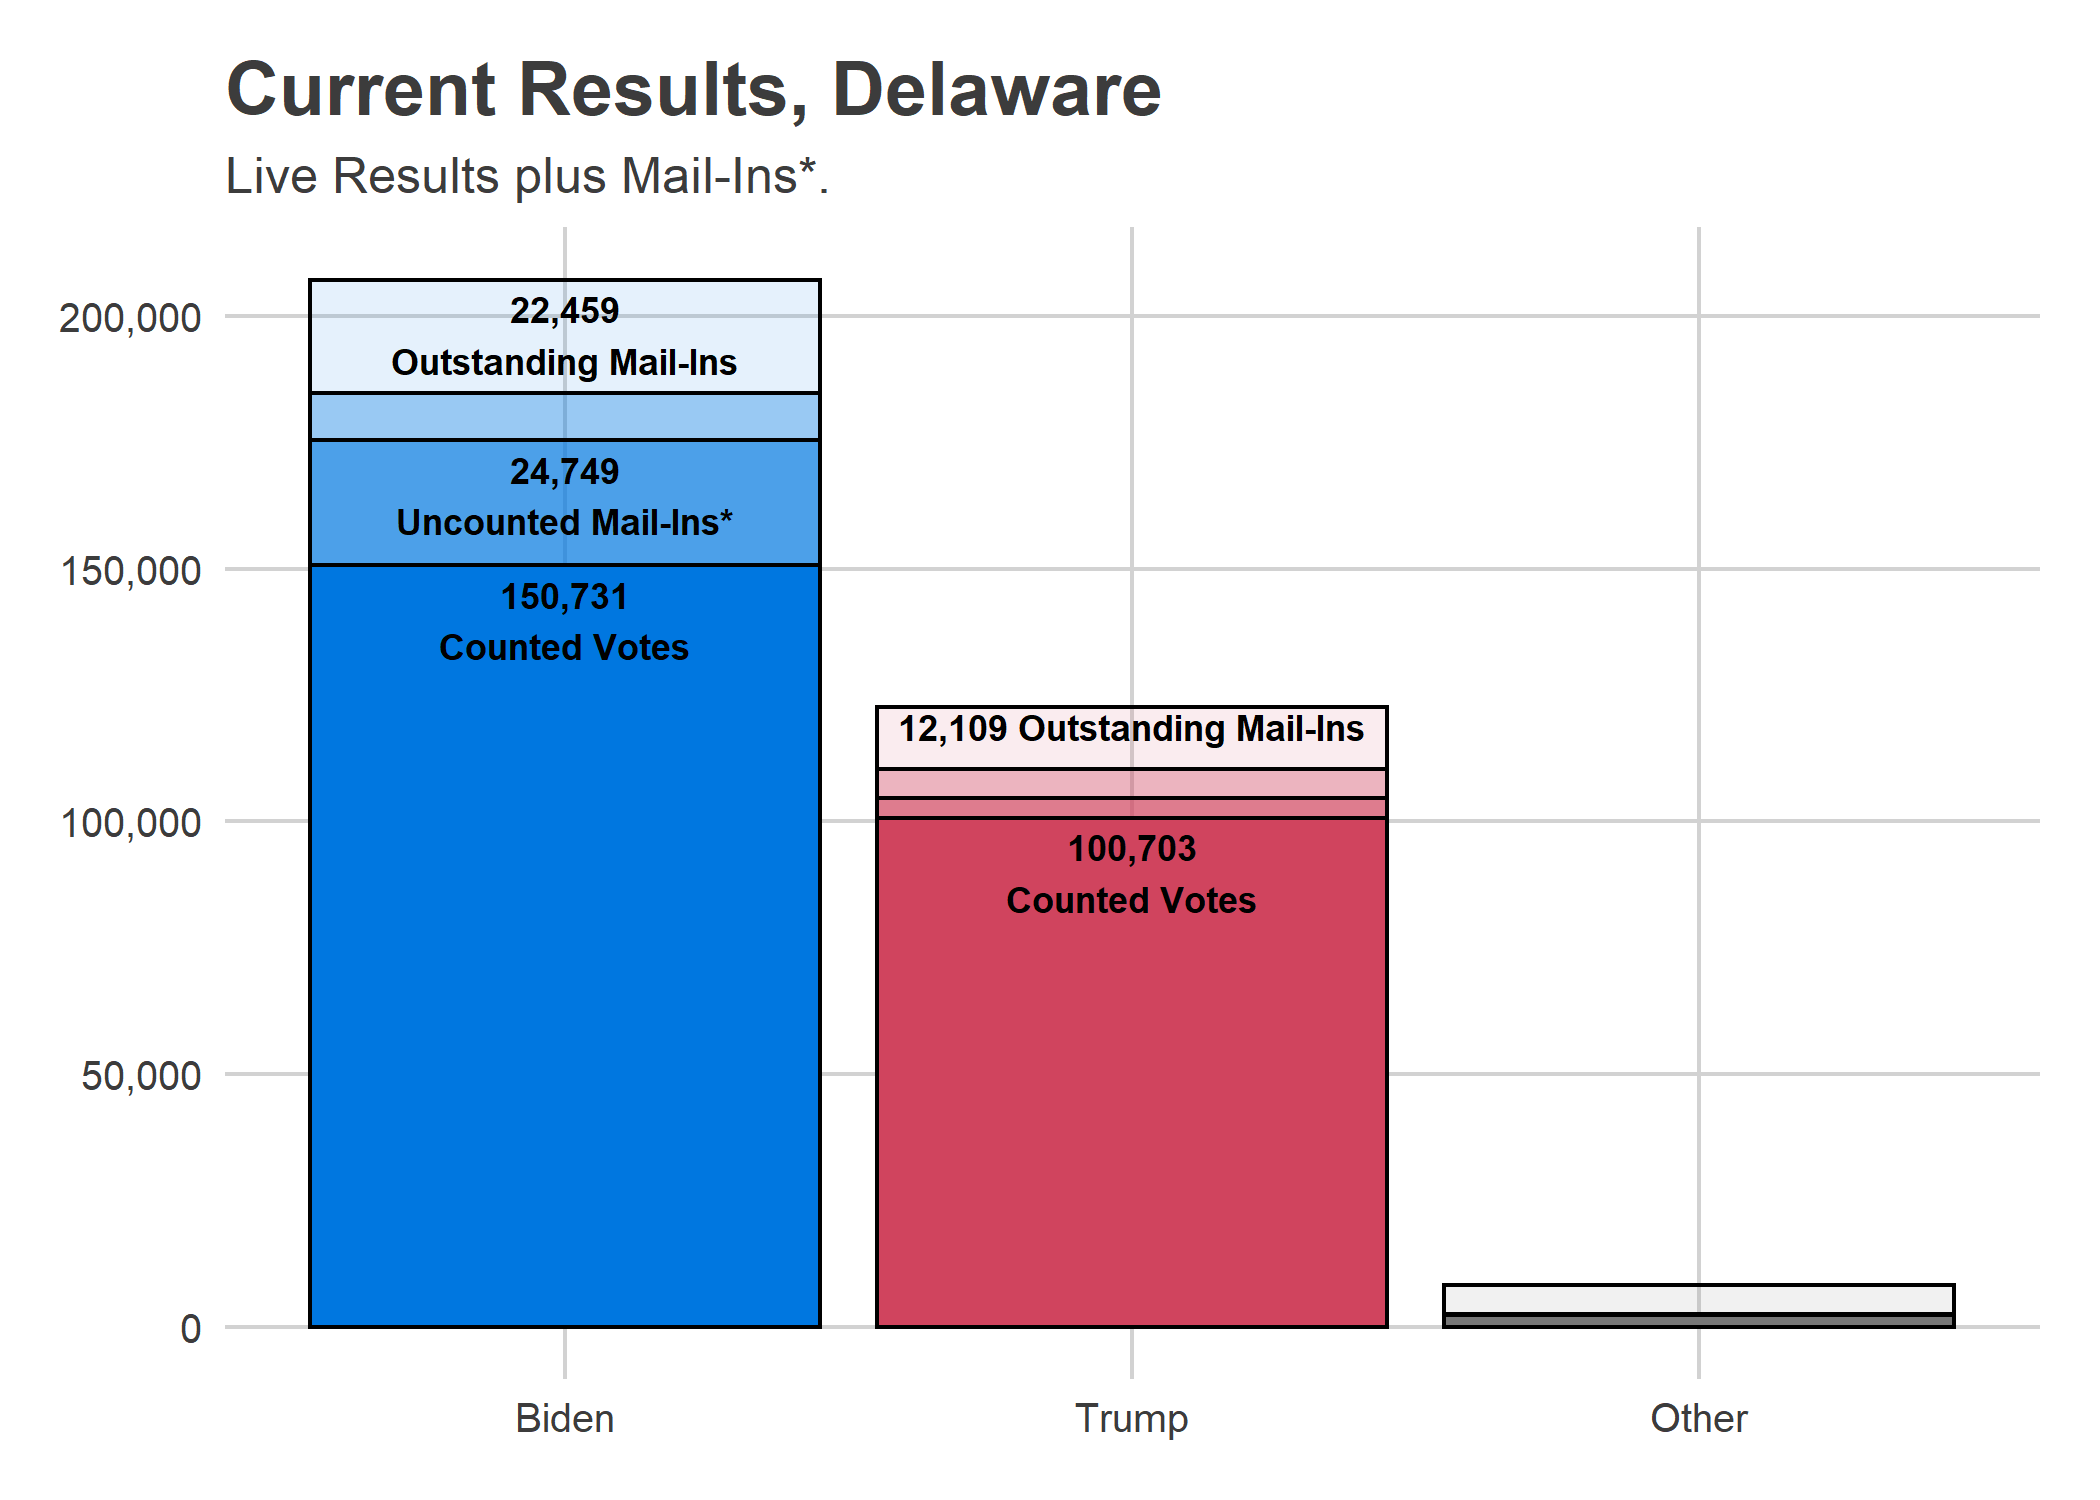 Current Results, Delaware
Live Results plus Mail-Ins*.
200,000
150,000
100,000
50,000
0
22,459
Outstanding Mail-Ins
24,749
Uncounted Mail-Ins*
150,731
Counted Votes
12,109 Outstanding Mail-Ins
100,703
Counted Votes
Biden
Trump
Other